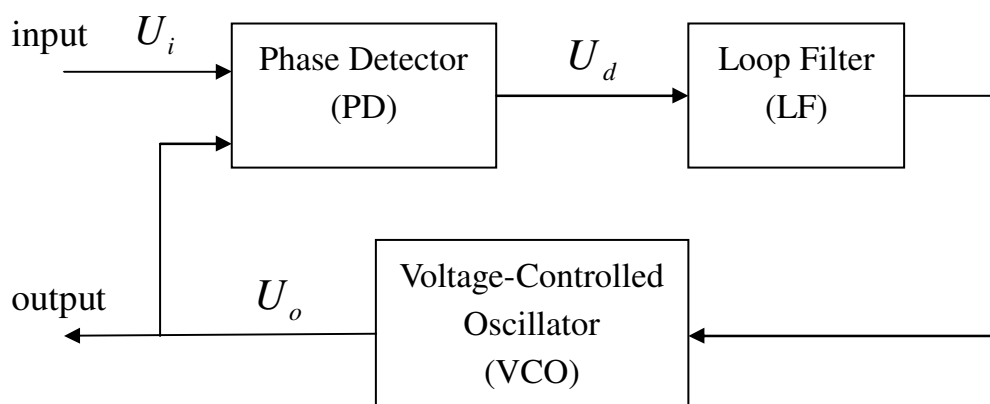 input U_i
Phase Detector
(PD)
U_d
Loop Filter
(LF)
output U_o
Voltage-Controlled
Oscillator
(VCO)